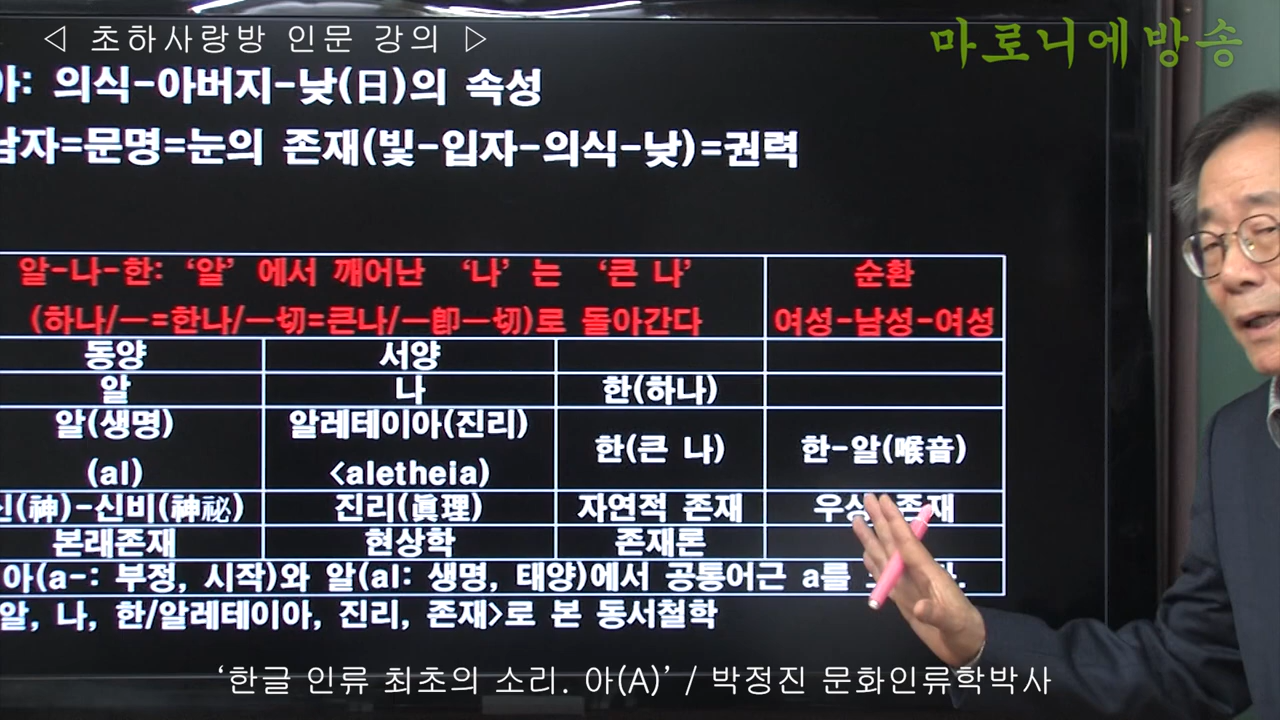 ◁ 초하사랑방 인문 강의 ▷
마로니에방송
아: 의식-아버지-낮(日)의 속성
남자=문명=눈의 존재(빛-입자-의식-낮)=권력
알-나-한: ‘알’ 에서 깨어난 ‘나’ 는 ‘큰 나’
(하나/一=한나/一切=큰나/一卽一切)로 돌아간다
순환
여성-남성-여성
동양 서양
알 나 한(하나)
알(생명)
(al)
알레테이아(진리)
<aletheia)
한(큰 나)
한-알(喉音)
신(神)-신비(神祕) 진리(眞理) 자연적 존재 존재
본래존재 현상학 존재론
아(a-: 부정, 시작)와 알(al: 생명, 태양)에서 공통어근 a를
알, 나, 한/알레테이아, 진리, 존재>로 본 동서철학
‘한글 인류 최초의 소리. 아(A)’ / 박정진 문화인류학박사